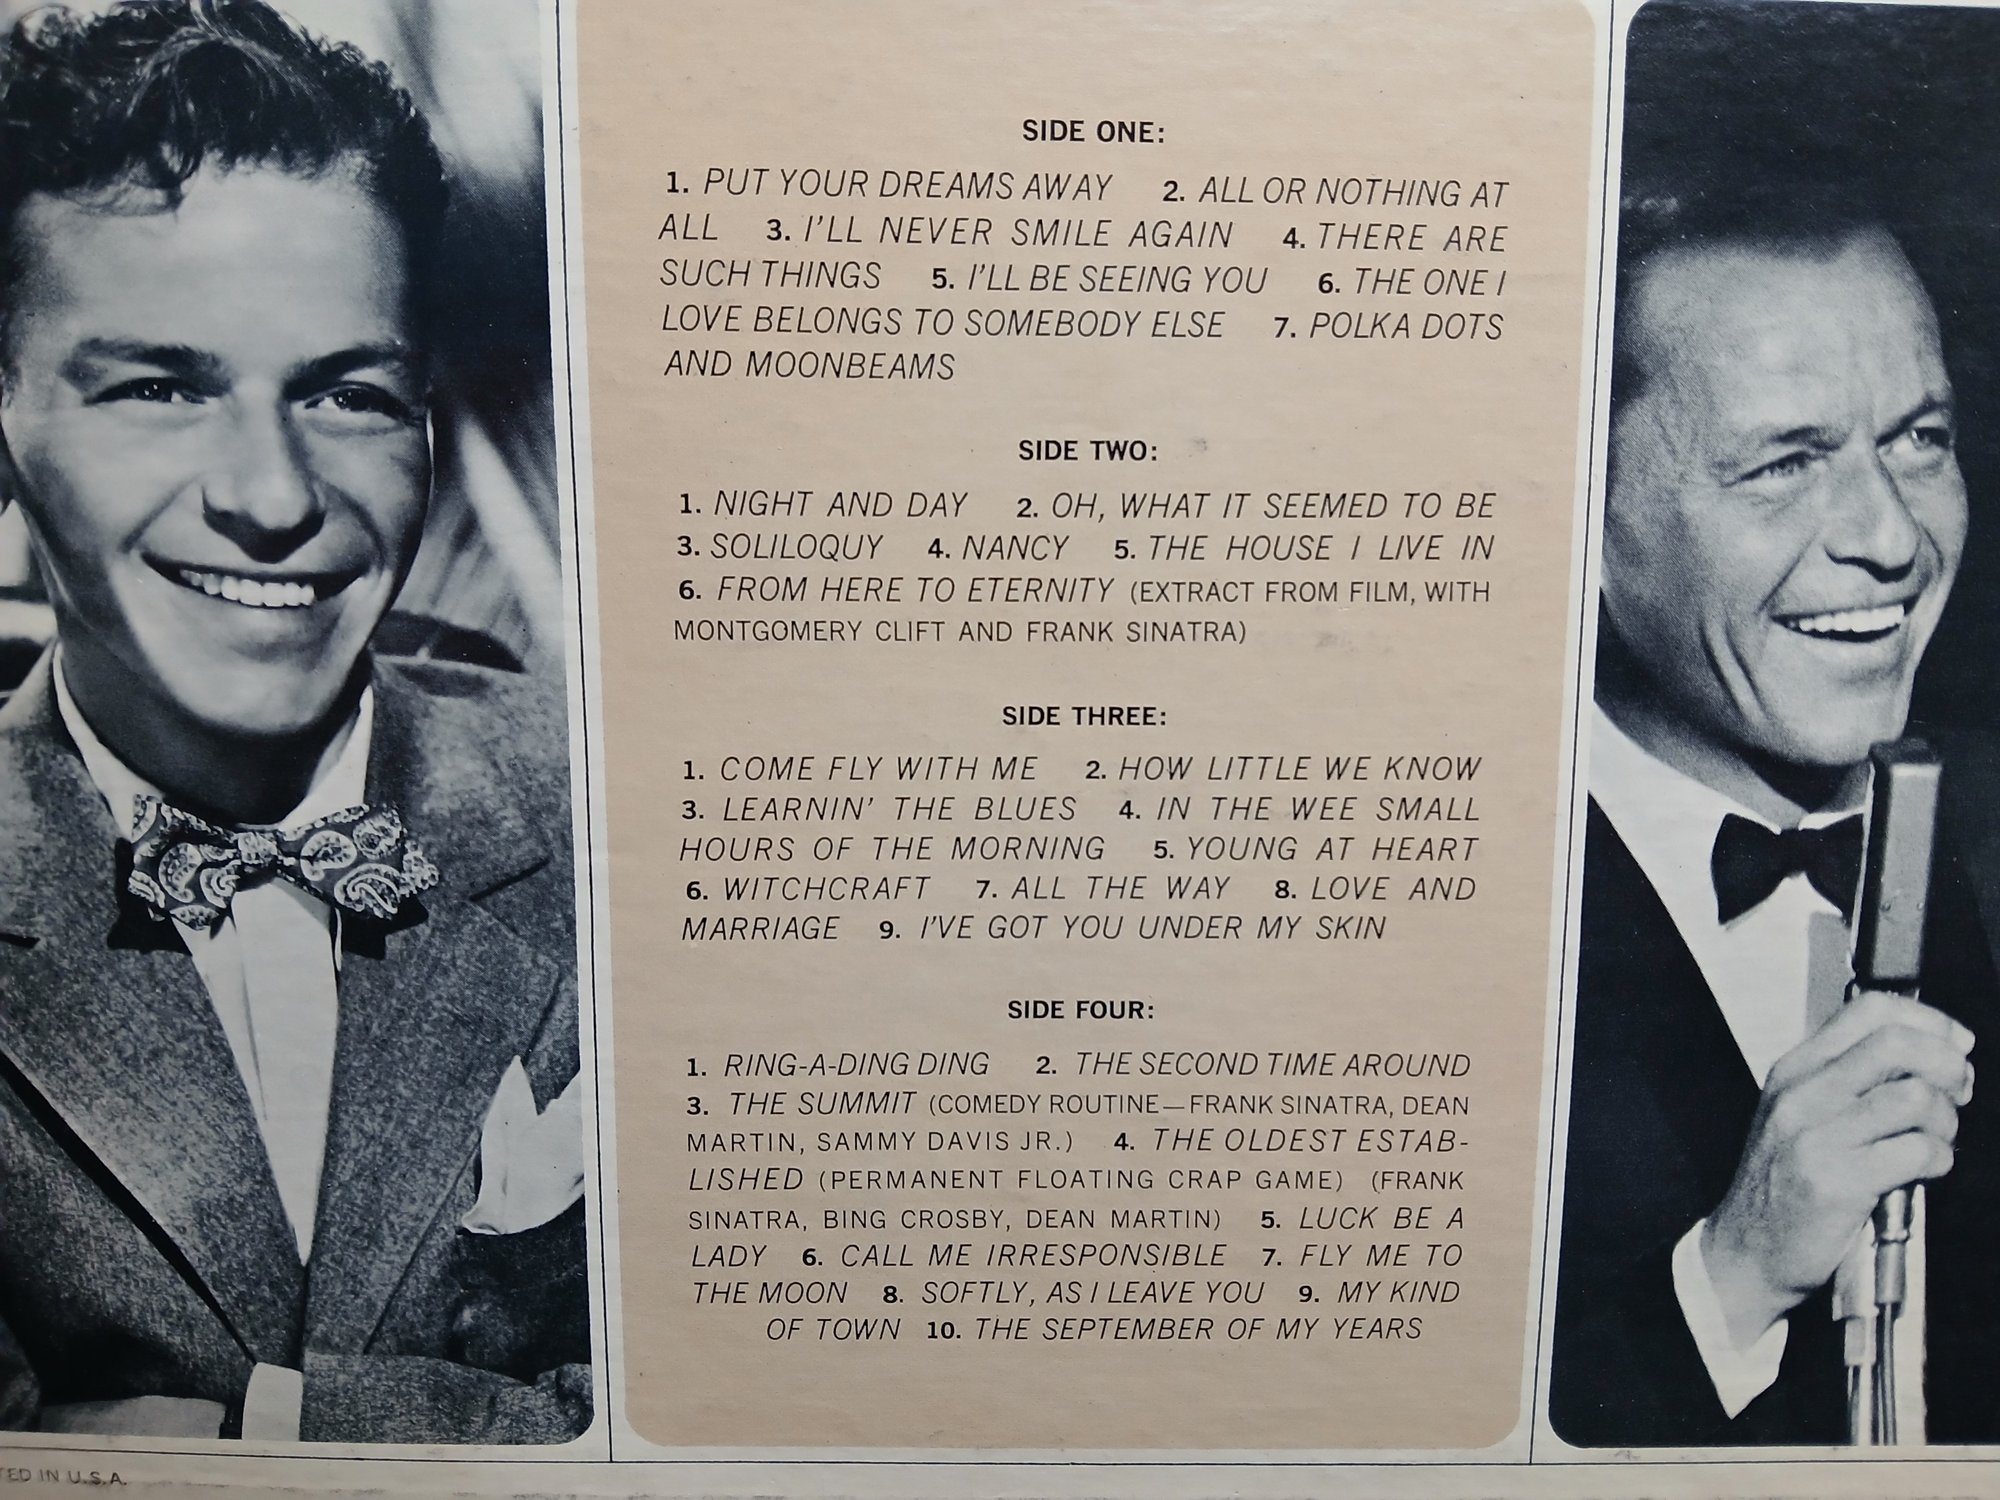 SIDE ONE:
1. PUT YOUR DREAMS AWAY 2. ALL OR NOTHING AT
ALL 3. I'LL NEVER SMILE AGAIN 4. THERE ARE
SUCH THINGS 5. I'LL BE SEEING YOU 6. THE ONE I
LOVE BELONGS TO SOMEBODY ELSE 7. POLKA DOTS
AND MOONBEAMS
SIDE TWO:
1. NIGHT AND DAY 2. OH, WHAT IT SEEMED TO BE
3. SOLILOQUY 4. NANCY 5. THE HOUSE I LIVE IN
6. FROM HERE TO ETERNITY (EXTRACT FROM FILM, WITH
MONTGOMERY CLIFT AND FRANK SINATRA)
SIDE THREE:
1. COME FLY WITH ME 2. HOW LITTLE WE KNOW
3. LEARNIN' THE BLUES 4. IN THE WEE SMALL
HOURS OF THE MORNING 5. YOUNG AT HEART
6. WITCHCRAFT 7. ALL THE WAY 8. LOVE AND
MARRIAGE 9. I'VE GOT YOU UNDER MY SKIN
SIDE FOUR:
1. RING-A-DING DING 2. THE SECOND TIME AROUND
3. THE SUMMIT (COMEDY ROUTINE—FRANK SINATRA, DEAN
MARTIN, SAMMY DAVIS JR.) 4. THE OLDEST ESTAB-
LISHED (PERMANENT FLOATING CRAP GAME) (FRANK
SINATRA, BING CROSBY, DEAN MARTIN) 5. LUCK BE A
LADY 6. CALL ME IRRESPONSIBLE 7. FLY ME TO
THE MOON 8. SOFTLY, AS I LEAVE YOU 9. MY KIND
OF TOWN 10. THE SEPTEMBER OF MY YEARS
IN U.S.A.